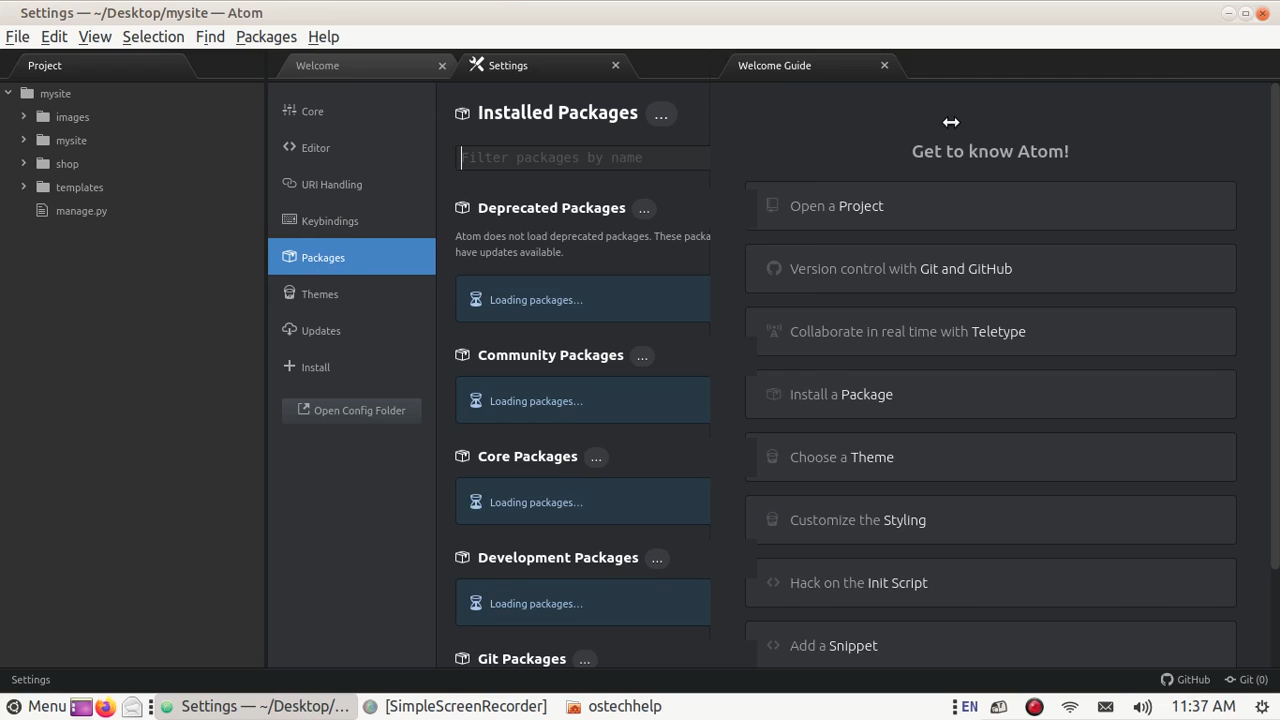 Settings — ~/Desktop/mysite — Atom
File Edit View Selection Find Packages Help
Project
Welcome
Settings
Welcome Guide
mysite
images
mysite
shop
templates
manage.py
Core
Editor
URI Handling
Keybindings
Packages
Themes
Updates
Install
Open Config Folder
Installed Packages ...
Filter packages by name
Deprecated Packages ...
Atom does not load deprecated packages. These packa
have updates available.
Loading packages…
Community Packages ...
Loading packages…
Core Packages ...
Loading packages…
Development Packages ...
Loading packages…
Git Packages ...
Get to know Atom!
Open a Project
Version control with Git and GitHub
Collaborate in real time with Teletype
Install a Package
Choose a Theme
Customize the Styling
Hack on the Init Script
Add a Snippet
Settings
GitHub
Git (0)
Menu
Settings — ~/Desktop/...
[SimpleScreenRecorder]
ostechhelp
EN
11:37 AM